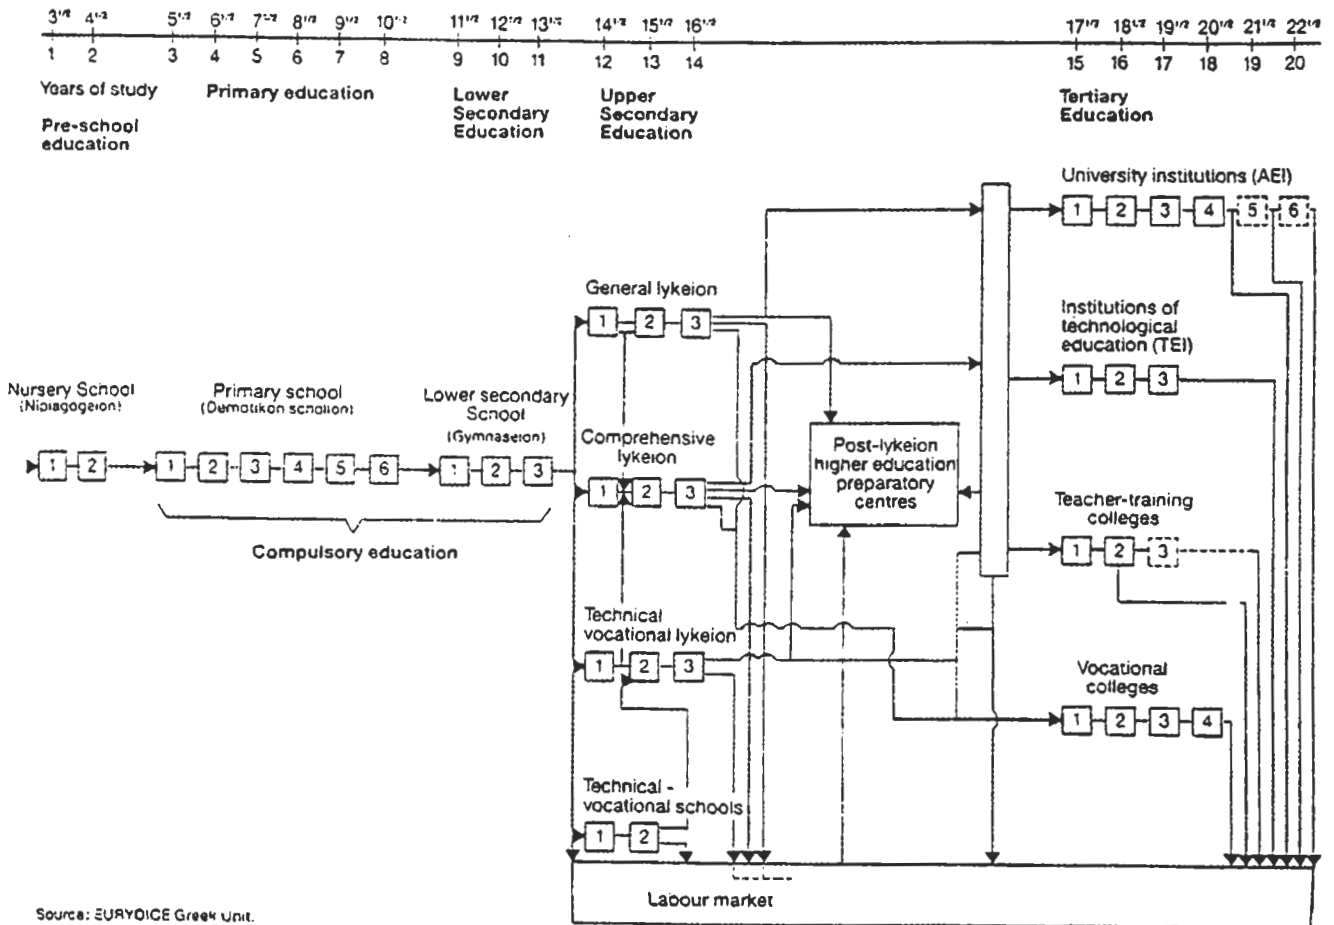 3½ 4½ 5½ 6½ 7½ 8½ 9½ 10½ 11½ 12½ 13½ 14½ 15½ 16½ 17½ 18½ 19½ 20½ 21½ 22½
1 2 3 4 5 6 7 8 9 10 11 12 13 14 15 16 17 18 19 20
Years of study
Pre-school
education
Primary education
Lower
Secondary
Education
Upper
Secondary
Education
Tertiary
Education
University institutions (AEI)
1 2 3 4 5 6
General lykeion
1 2 3
Institutions of
technological
education (TEI)
1 2 3
Nursery School
(Nipiagogeion)
1 2
Primary school
(Demotikon scholion)
1 2 3 4 5 6
Lower secondary
School
(Gymnaseion)
1 2 3
Compulsory education
Comprehensive
lykeion
1 2 3
Post-lykeion
higher education
preparatory
centres
Teacher-training
colleges
1 2 3
Technical
vocational lykeion
1 2 3
Vocational
colleges
1 2 3 4
Technical -
vocational schools
1 2
Labour market
Source: EURYDICE Greek Unit.